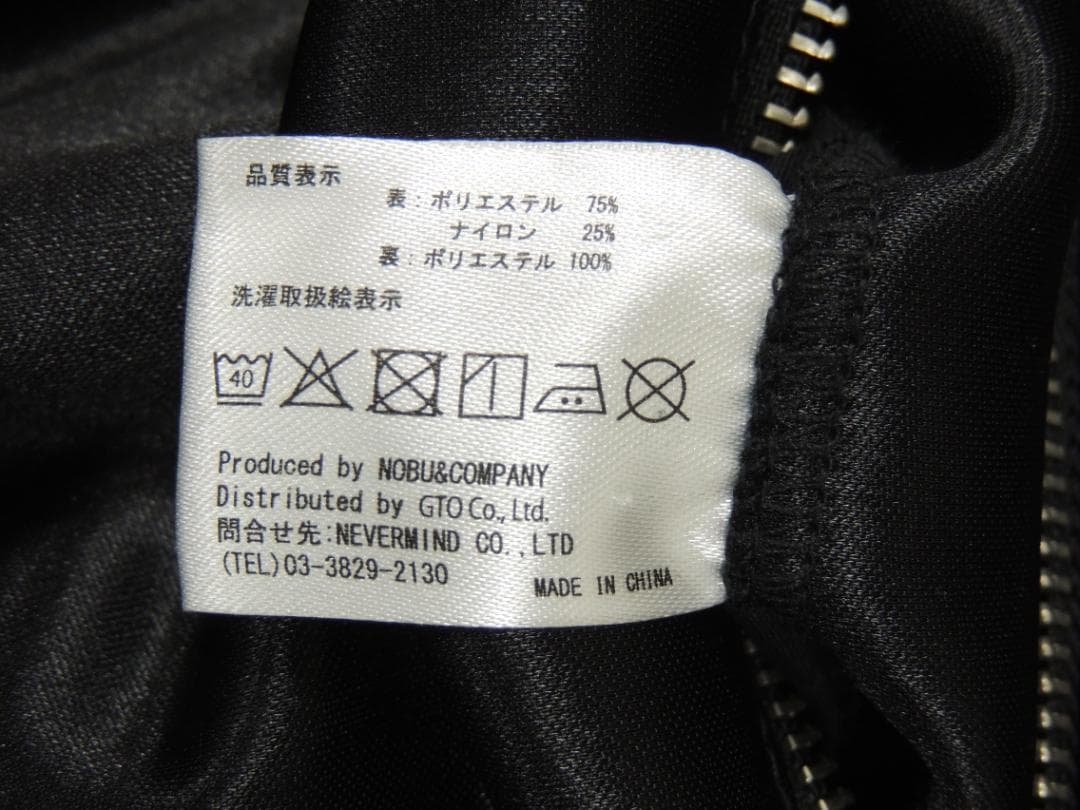 品質表示
表:ポリエステル 75%
ナイロン 25%
裏:ポリエステル 100%
洗濯取扱絵表示
40
Produced by NOBU&COMPANY
Distributed by GTO Co., Ltd.
問合せ先:NEVERMIND CO.,LTD
(TEL)03-3829-2130
MADE IN CHINA